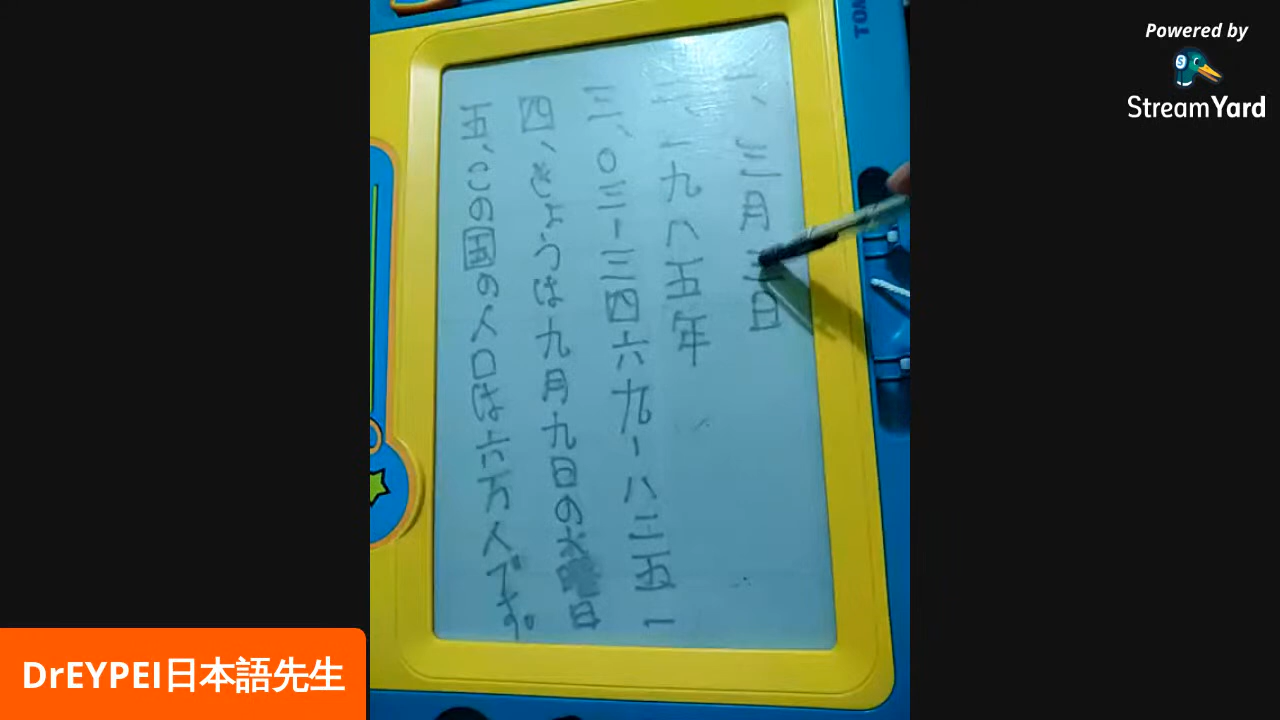 一、三月三日
二、一九八五年
三、〇三-三四六九-八三五一
四、きょうは九月九日の火曜日
五、この国の人口は六万人です。
TOM
Powered by
StreamYard
DrEYPEI日本語先生